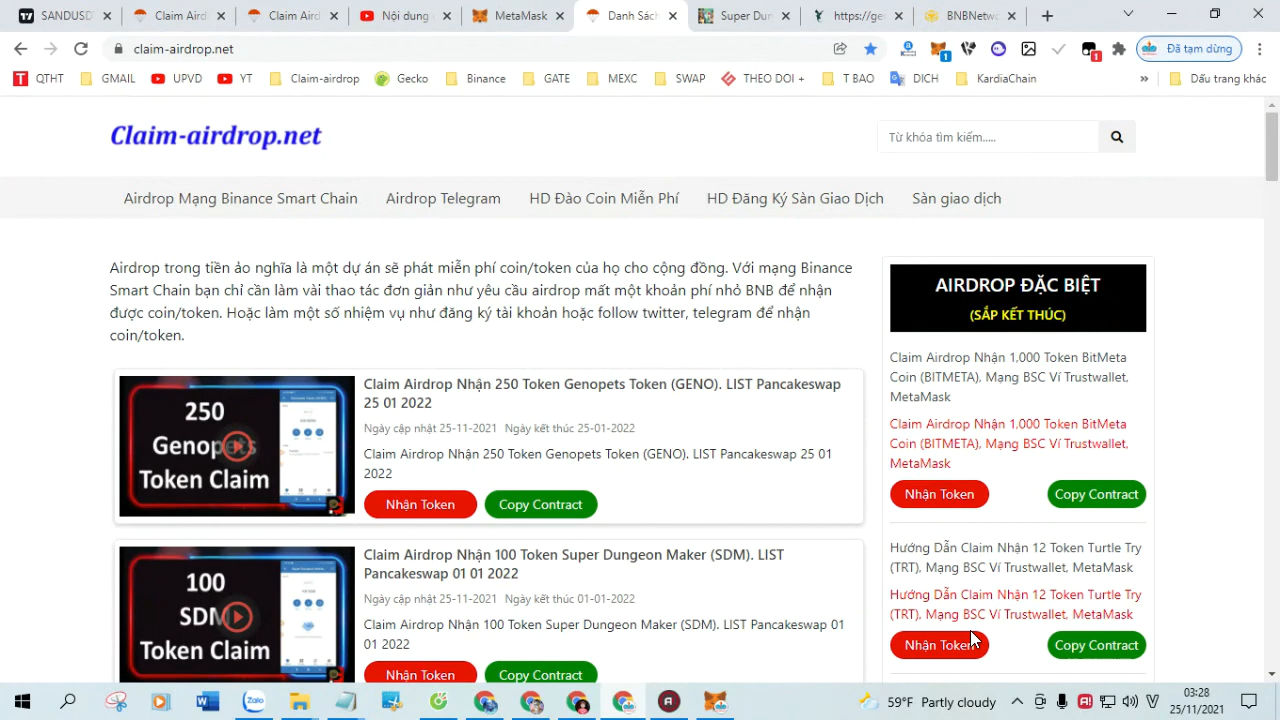 SANDUSD
Claim Air
Claim Air
Nội dung
MetaMask
Danh Sác
Super Dun
https://ge
BNBNetwo
claim-airdrop.net
1
1
Đã tạm dừng
QTHT
GMAIL
UPVD
YT
Claim-airdrop
Gecko
Binance
GATE
MEXC
SWAP
THEO DOI +
T BAO
DICH
KardiaChain
»
Dấu trang khác
Claim-airdrop.net
Từ khóa tìm kiếm.....
Airdrop Mạng Binance Smart Chain
Airdrop Telegram
HD Đào Coin Miễn Phí
HD Đăng Ký Sàn Giao Dịch
Sàn giao dịch
Airdrop trong tiền ảo nghĩa là một dự án sẽ phát miễn phí coin/token của họ cho cộng đồng. Với mạng Binance
Smart Chain bạn chỉ cần làm vài thao tác đơn giản như yêu cầu airdrop mất một khoản phí nhỏ BNB để nhận
được coin/token. Hoặc làm một số nhiệm vụ như đăng ký tài khoản hoặc follow twitter, telegram để nhận
coin/token.
250
Genopets
Token Claim
Claim Airdrop Nhận 250 Token Genopets Token (GENO). LIST Pancakeswap
25 01 2022
Ngày cập nhật 25-11-2021 Ngày kết thúc 25-01-2022
Claim Airdrop Nhận 250 Token Genopets Token (GENO). LIST Pancakeswap 25 01
2022
Nhận Token
Copy Contract
100
SDM
Token Claim
Claim Airdrop Nhận 100 Token Super Dungeon Maker (SDM). LIST
Pancakeswap 01 01 2022
Ngày cập nhật 25-11-2021 Ngày kết thúc 01-01-2022
Claim Airdrop Nhận 100 Token Super Dungeon Maker (SDM). LIST Pancakeswap 01
01 2022
Nhận Token
Copy Contract
AIRDROP ĐẶC BIỆT
(SẮP KẾT THÚC)
Claim Airdrop Nhận 1,000 Token BitMeta
Coin (BITMETA), Mạng BSC Ví Trustwallet,
MetaMask
Claim Airdrop Nhận 1,000 Token BitMeta
Coin (BITMETA), Mạng BSC Ví Trustwallet,
MetaMask
Nhận Token
Copy Contract
Hướng Dẫn Claim Nhận 12 Token Turtle Try
(TRT), Mạng BSC Ví Trustwallet, MetaMask
Hướng Dẫn Claim Nhận 12 Token Turtle Try
(TRT), Mạng BSC Ví Trustwallet, MetaMask
Nhận Token
Copy Contract
Zalo
59°F Partly cloudy
03:28
25/11/2021